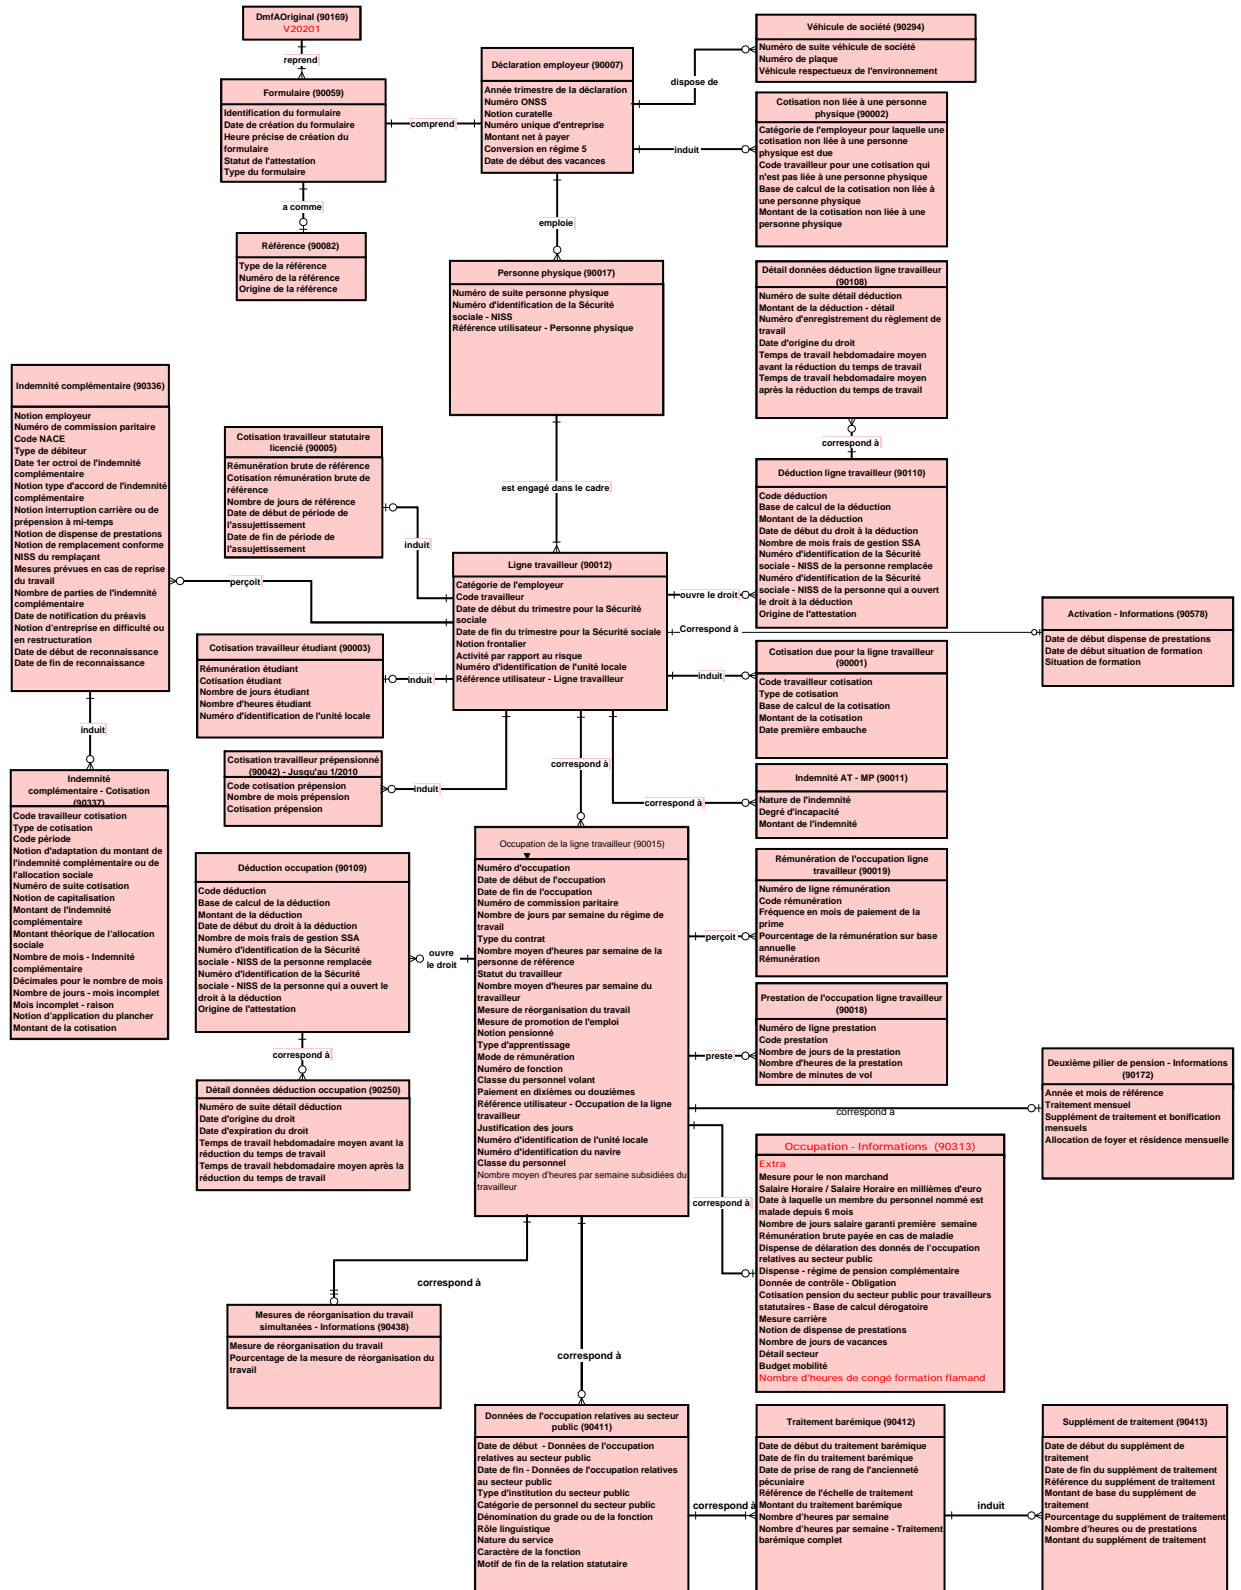 DmfAOriginal (90169)
V20201
reprend
Formulaire (90059)
Identification du formulaire
Date de création du formulaire
Heure précise de création du
formulaire
Statut de l'attestation
Type du formulaire
comprend
a comme
Référence (90082)
Type de la référence
Numéro de la référence
Origine de la référence
Déclaration employeur (90007)
Année trimestre de la déclaration
Numéro ONSS
Notion curatelle
Numéro unique d'entreprise
Montant net à payer
Conversion en régime 5
Date de début des vacances
dispose de
induit
emploie
Véhicule de société (90294)
Numéro de suite véhicule de société
Numéro de plaque
Véhicule respectueux de l'environnement
Cotisation non liée à une personne
physique (90002)
Catégorie de l'employeur pour laquelle une
cotisation non liée à une personne
physique est due
Code travailleur pour une cotisation qui
n'est pas liée à une personne physique
Base de calcul de la cotisation non liée à
une personne physique
Montant de la cotisation non liée à une
personne physique
Personne physique (90017)
Numéro de suite personne physique
Numéro d'identification de la Sécurité
sociale - NISS
Référence utilisateur - Personne physique
est engagé dans le cadre
Détail données déduction ligne travailleur
(90108)
Numéro de suite détail déduction
Montant de la déduction - détail
Numéro d'enregistrement du règlement de
travail
Date d'origine du droit
Temps de travail hebdomadaire moyen
avant la réduction du temps de travail
Temps de travail hebdomadaire moyen
après la réduction du temps de travail
correspond à
Indemnité complémentaire (90336)
Notion employeur
Numéro de commission paritaire
Code NACE
Type de débiteur
Date 1er octroi de l'indemnité
complémentaire
Notion type d'accord de l'indemnité
complémentaire
Notion interruption carrière ou de
prépension à mi-temps
Notion de dispense de prestations
Notion de remplacement conforme
NISS du remplaçant
Mesures prévues en cas de reprise
du travail
Nombre de parties de l'indemnité
complémentaire
Date de notification du préavis
Notion d'entreprise en difficulté ou
en restructuration
Date de début de reconnaissance
Date de fin de reconnaissance
perçoit
induit
Cotisation travailleur statutaire
licencié (90005)
Rémunération brute de référence
Cotisation rémunération brute de
référence
Nombre de jours de référence
Date de début de période de
l'assujettissement
Date de fin de période de
l'assujettissement
induit
Déduction ligne travailleur (90110)
Code déduction
Base de calcul de la déduction
Montant de la déduction
Date de début du droit à la déduction
Nombre de mois frais de gestion SSA
Numéro d'identification de la Sécurité
sociale - NISS de la personne remplacée
Numéro d'identification de la Sécurité
sociale - NISS de la personne qui a ouvert
le droit à la déduction
Origine de l'attestation
Ligne travailleur (90012)
Catégorie de l'employeur
Code travailleur
Date de début du trimestre pour la Sécurité
sociale
Date de fin du trimestre pour la Sécurité sociale
Notion frontalier
Activité par rapport au risque
Numéro d'identification de l'unité locale
Référence utilisateur - Ligne travailleur
ouvre le droit
Correspond à
induit
Activation - Informations (90578)
Date de début dispense de prestations
Date de début situation de formation
Situation de formation
Cotisation travailleur étudiant (90003)
Rémunération étudiant
Cotisation étudiant
Nombre de jours étudiant
Nombre d'heures étudiant
Numéro d'identification de l'unité locale
induit
Cotisation due pour la ligne travailleur
(90001)
Code travailleur cotisation
Type de cotisation
Base de calcul de la cotisation
Montant de la cotisation
Date première embauche
Cotisation travailleur prépensionné
(90042) - Jusqu'au 1/2010
Code cotisation prépension
Nombre de mois prépension
Cotisation prépension
induit
correspond à
correspond à
Indemnité AT - MP (90011)
Nature de l'indemnité
Degré d'incapacité
Montant de l'indemnité
Indemnité
complémentaire - Cotisation
(90337)
Code travailleur cotisation
Type de cotisation
Code période
Notion d'adaptation du montant de
l'indemnité complémentaire ou de
l'allocation sociale
Numéro de suite cotisation
Notion de capitalisation
Montant de l'indemnité
complémentaire
Montant théorique de l'allocation
sociale
Nombre de mois - Indemnité
complémentaire
Décimales pour le nombre de mois
Nombre de jours - mois incomplet
Mois incomplet - raison
Notion d'application du plancher
Montant de la cotisation
Déduction occupation (90109)
Code déduction
Base de calcul de la déduction
Montant de la déduction
Date de début du droit à la déduction
Nombre de mois frais de gestion SSA
Numéro d'identification de la Sécurité
sociale - NISS de la personne remplacée
Numéro d'identification de la Sécurité
sociale - NISS de la personne qui a ouvert le
droit à la déduction
Origine de l'attestation
ouvre
le droit
correspond à
Détail données déduction occupation (90250)
Numéro de suite détail déduction
Date d'origine du droit
Date d'expiration du droit
Temps de travail hebdomadaire moyen avant la
réduction du temps de travail
Temps de travail hebdomadaire moyen après la
réduction du temps de travail
Occupation de la ligne travailleur (90015)
Numéro d'occupation
Date de début de l'occupation
Date de fin de l'occupation
Numéro de commission paritaire
Nombre de jours par semaine du régime de
travail
Type du contrat
Nombre moyen d'heures par semaine de la
personne de référence
Statut du travailleur
Nombre moyen d'heures par semaine du
travailleur
Mesure de réorganisation du travail
Mesure de promotion de l'emploi
Notion pensionné
Type d'apprentissage
Mode de rémunération
Numéro de fonction
Classe du personnel volant
Paiement en dixièmes ou douzièmes
Référence utilisateur - Occupation de la ligne
travailleur
Justification des jours
Numéro d'identification de l'unité locale
Numéro d'identification du navire
Classe du personnel
Nombre moyen d'heures par semaine subsidiées du
travailleur
perçoit
preste
correspond à
correspond à
Rémunération de l'occupation ligne
travailleur (90019)
Numéro de ligne rémunération
Code rémunération
Fréquence en mois de paiement de la
prime
Pourcentage de la rémunération sur base
annuelle
Rémunération
Prestation de l'occupation ligne travailleur
(90018)
Numéro de ligne prestation
Code prestation
Nombre de jours de la prestation
Nombre d'heures de la prestation
Nombre de minutes de vol
Deuxième pilier de pension - Informations
(90172)
Année et mois de référence
Traitement mensuel
Supplément de traitement et bonification
mensuels
Allocation de foyer et résidence mensuelle
Occupation - Informations (90313)
Extra
Mesure pour le non marchand
Salaire Horaire / Salaire Horaire en millièmes d'euro
Date à laquelle un membre du personnel nommé est
malade depuis 6 mois
Nombre de jours salaire garanti première semaine
Rémunération brute payée en cas de maladie
Dispense de délaration des donnés de l'occupation
relatives au secteur public
Dispense - régime de pension complémentaire
Donnée de contrôle - Obligation
Cotisation pension du secteur public pour travailleurs
statutaires - Base de calcul dérogatoire
Mesure carrière
Notion de dispense de prestations
Nombre de jours de vacances
Détail secteur
Budget mobilité
Nombre d'heures de congé formation flamand
correspond à
Mesures de réorganisation du travail
simultanées - Informations (90438)
Mesure de réorganisation du travail
Pourcentage de la mesure de réorganisation du
travail
correspond à
Données de l'occupation relatives au secteur
public (90411)
Date de début - Données de l'occupation
relatives au secteur public
Date de fin - Données de l'occupation relatives
au secteur public
Type d'institution du secteur public
Catégorie de personnel du secteur public
Dénomination du grade ou de la fonction
Rôle linguistique
Nature du service
Caractère de la fonction
Motif de fin de la relation statutaire
correspond à
Traitement barémique (90412)
Date de début du traitement barémique
Date de fin du traitement barémique
Date de prise de rang de l'ancienneté
pécuniaire
Référence de l'échelle de traitement
Montant du traitement barémique
Nombre d'heures par semaine
Nombre d'heures par semaine - Traitement
barémique complet
induit
Supplément de traitement (90413)
Date de début du supplément de
traitement
Date de fin du supplément de traitement
Référence du supplément de traitement
Montant de base du supplément de
traitement
Pourcentage du supplément de traitement
Nombre d'heures ou de prestations
Montant du supplément de traitement